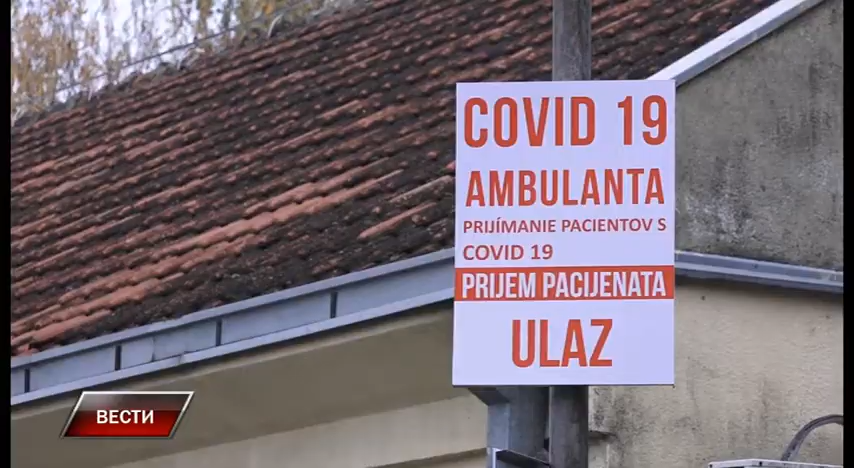 COVID 19
AMBULANTA
PRIJÍMANIE PACIENTOV S
COVID 19
PRIJEM PACIJENATA
ULAZ
ВЕСТИ